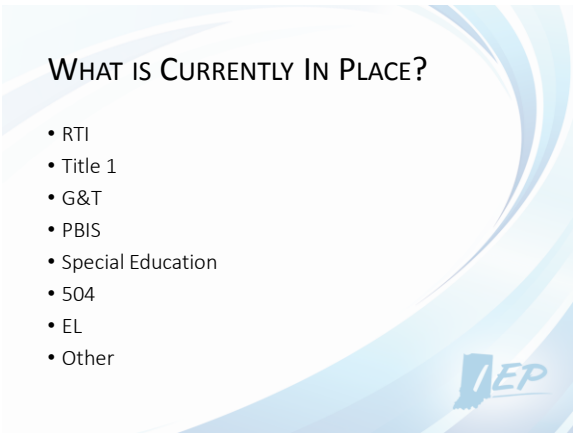 WHAT IS CURRENTLY IN PLACE?
• RTI
• Title 1
• G&T
• PBIS
• Special Education
• 504
• EL
• Other
IEP